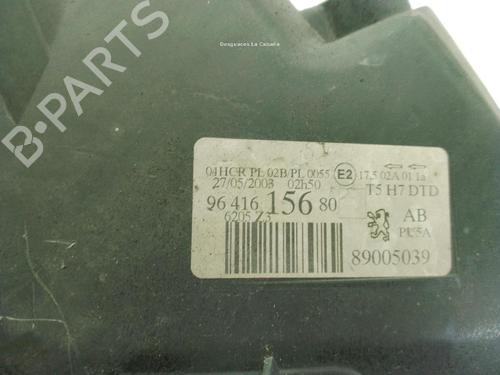 Desguaces La Cabaña
B-PARTS
04HCR PL 02B/PL 0055 E2 17.5 02A 01 1a
27/05/2003 02h50 T5 H7 DTD
96 416 156 80 AB
6205 Z3 PL5A
89005039